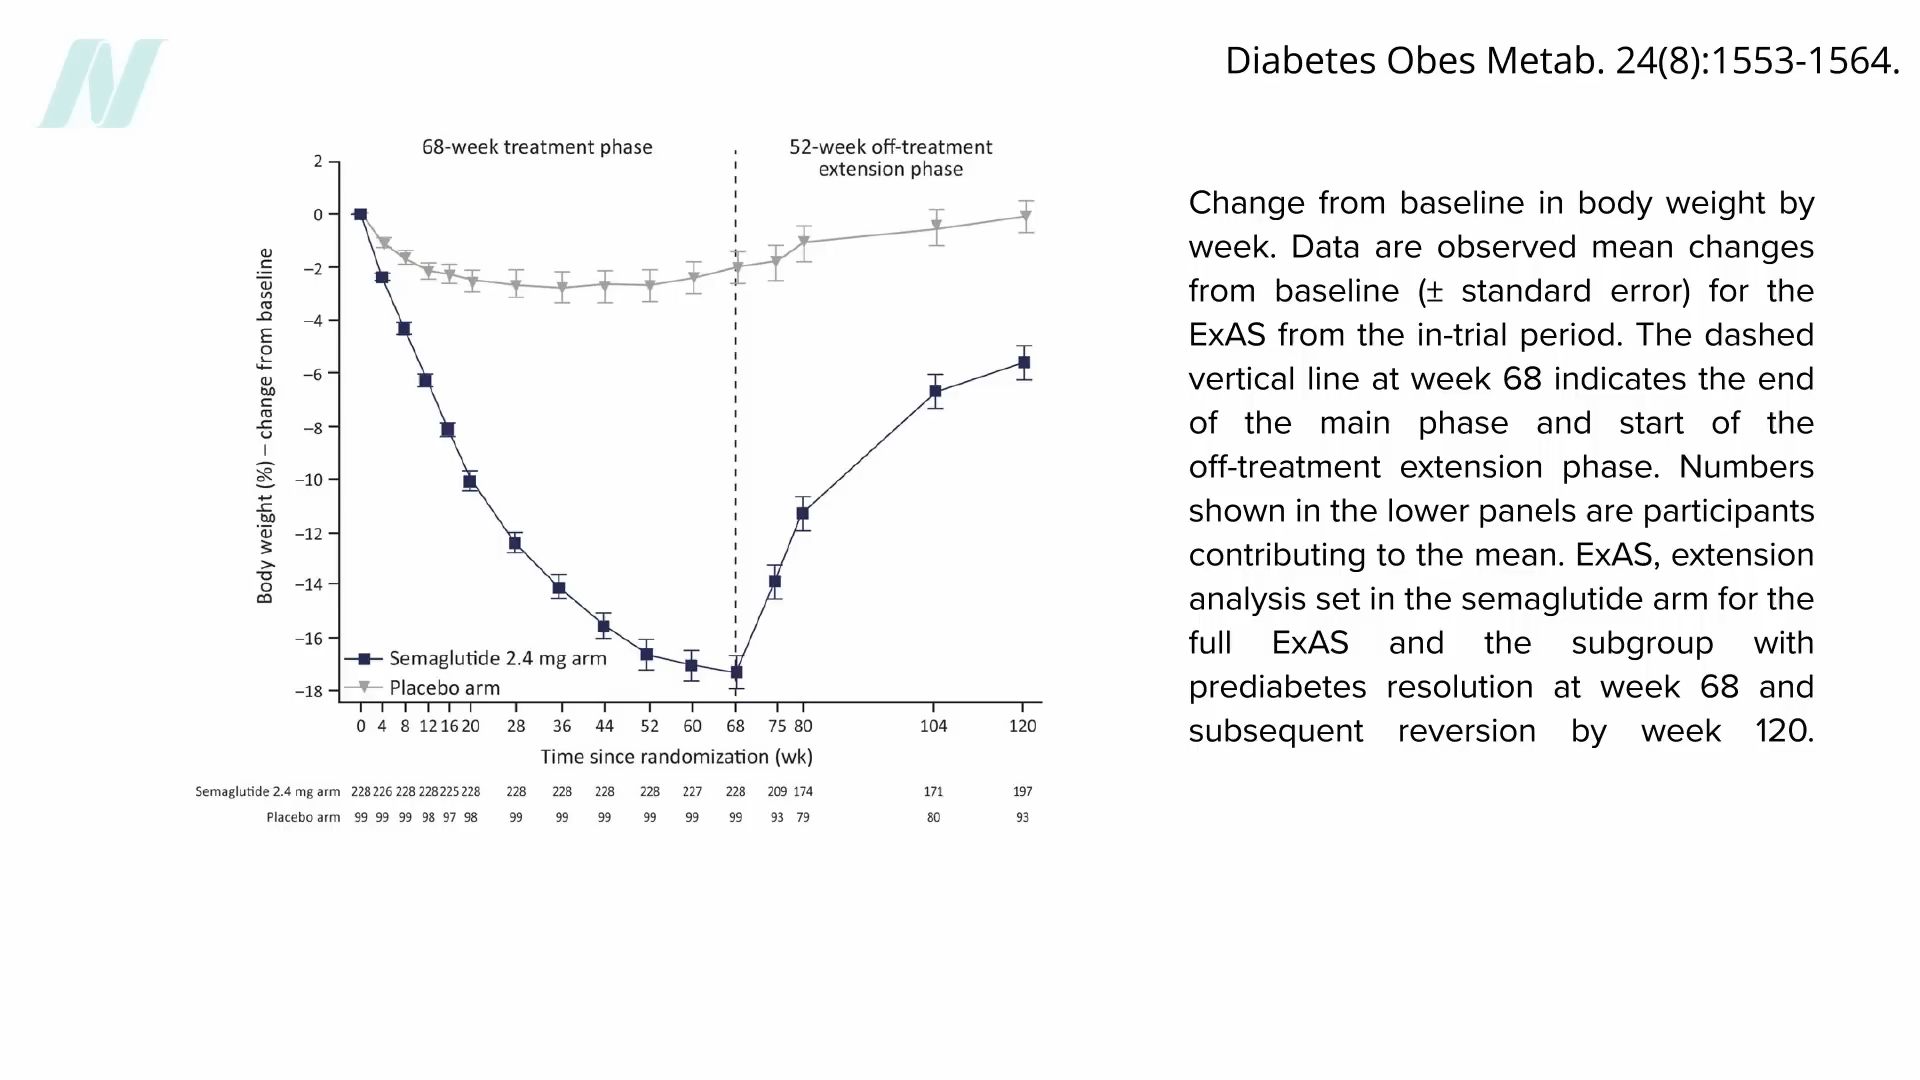 Diabetes Obes Metab. 24(8):1553-1564.
68-week treatment phase
52-week off-treatment
extension phase
2
0
–2
–4
–6
–8
–10
–12
–14
–16
–18
Body weight (%) – change from baseline
Semaglutide 2.4 mg arm
Placebo arm
0 4 8 12 16 20 28 36 44 52 60 68 75 80 104 120
Time since randomization (wk)
Semaglutide 2.4 mg arm 228 226 228 228 225 228 228 228 228 228 227 228 209 174 171 197
Placebo arm 99 99 99 98 97 98 99 99 99 99 99 99 93 79 80 93
Change from baseline in body weight by
week. Data are observed mean changes
from baseline (± standard error) for the
ExAS from the in-trial period. The dashed
vertical line at week 68 indicates the end
of the main phase and start of the
off-treatment extension phase. Numbers
shown in the lower panels are participants
contributing to the mean. ExAS, extension
analysis set in the semaglutide arm for the
full ExAS and the subgroup with
prediabetes resolution at week 68 and
subsequent reversion by week 120.